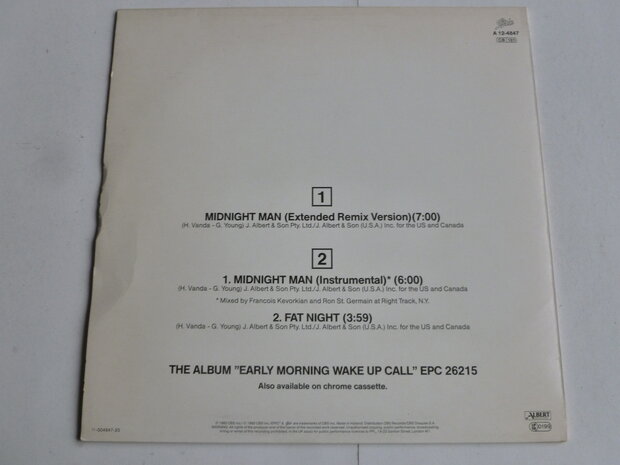 Epic
A 12-4847
CB 191
1
MIDNIGHT MAN (Extended Remix Version)(7:00)
(H. Vanda - G. Young) J. Albert & Son Pty. Ltd./J. Albert & Son (U.S.A.) Inc. for the US and Canada
2
1. MIDNIGHT MAN (Instrumental)* (6:00)
(H. Vanda - G. Young) J. Albert & Son Pty. Ltd./J. Albert & Son (U.S.A.) Inc. for the US and Canada
* Mixed by Francois Kevorkian and Ron St. Germain at Right Track, N.Y.
2. FAT NIGHT (3:59)
(H. Vanda - G. Young) J. Albert & Son Pty. Ltd./J. Albert & Son (U.S.A.) Inc. for the US and Canada
THE ALBUM "EARLY MORNING WAKE UP CALL" EPC 26215
Also available on chrome cassette.
ALBERT